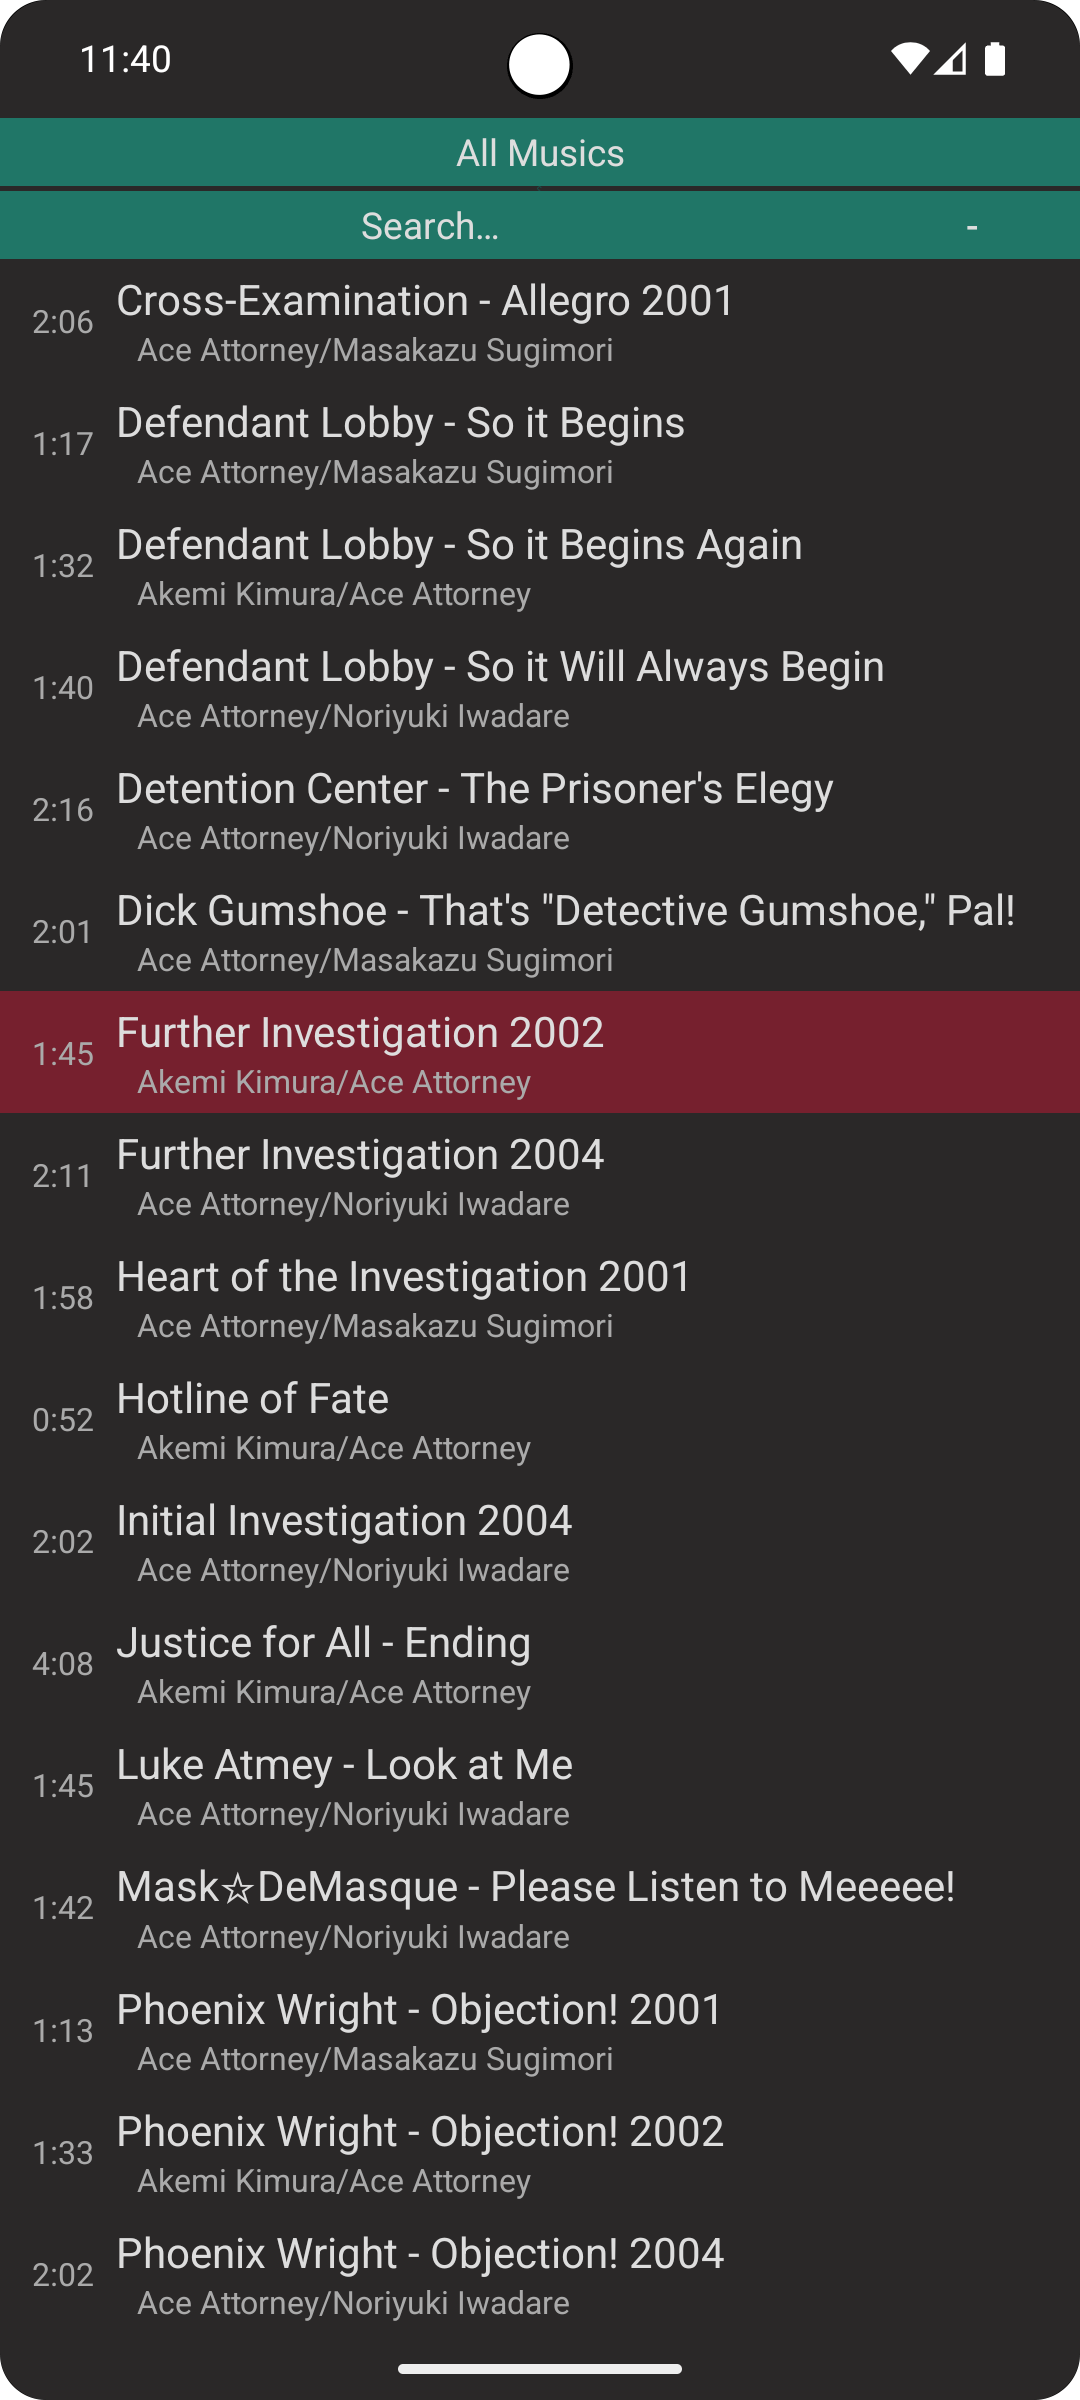 11:40
All Musics
Search…
-
2:06
Cross-Examination - Allegro 2001
Ace Attorney/Masakazu Sugimori
1:17
Defendant Lobby - So it Begins
Ace Attorney/Masakazu Sugimori
1:32
Defendant Lobby - So it Begins Again
Akemi Kimura/Ace Attorney
1:40
Defendant Lobby - So it Will Always Begin
Ace Attorney/Noriyuki Iwadare
2:16
Detention Center - The Prisoner's Elegy
Ace Attorney/Noriyuki Iwadare
2:01
Dick Gumshoe - That's "Detective Gumshoe," Pal!
Ace Attorney/Masakazu Sugimori
1:45
Further Investigation 2002
Akemi Kimura/Ace Attorney
2:11
Further Investigation 2004
Ace Attorney/Noriyuki Iwadare
1:58
Heart of the Investigation 2001
Ace Attorney/Masakazu Sugimori
0:52
Hotline of Fate
Akemi Kimura/Ace Attorney
2:02
Initial Investigation 2004
Ace Attorney/Noriyuki Iwadare
4:08
Justice for All - Ending
Akemi Kimura/Ace Attorney
1:45
Luke Atmey - Look at Me
Ace Attorney/Noriyuki Iwadare
1:42
Mask☆DeMasque - Please Listen to Meeeee!
Ace Attorney/Noriyuki Iwadare
1:13
Phoenix Wright - Objection! 2001
Ace Attorney/Masakazu Sugimori
1:33
Phoenix Wright - Objection! 2002
Akemi Kimura/Ace Attorney
2:02
Phoenix Wright - Objection! 2004
Ace Attorney/Noriyuki Iwadare